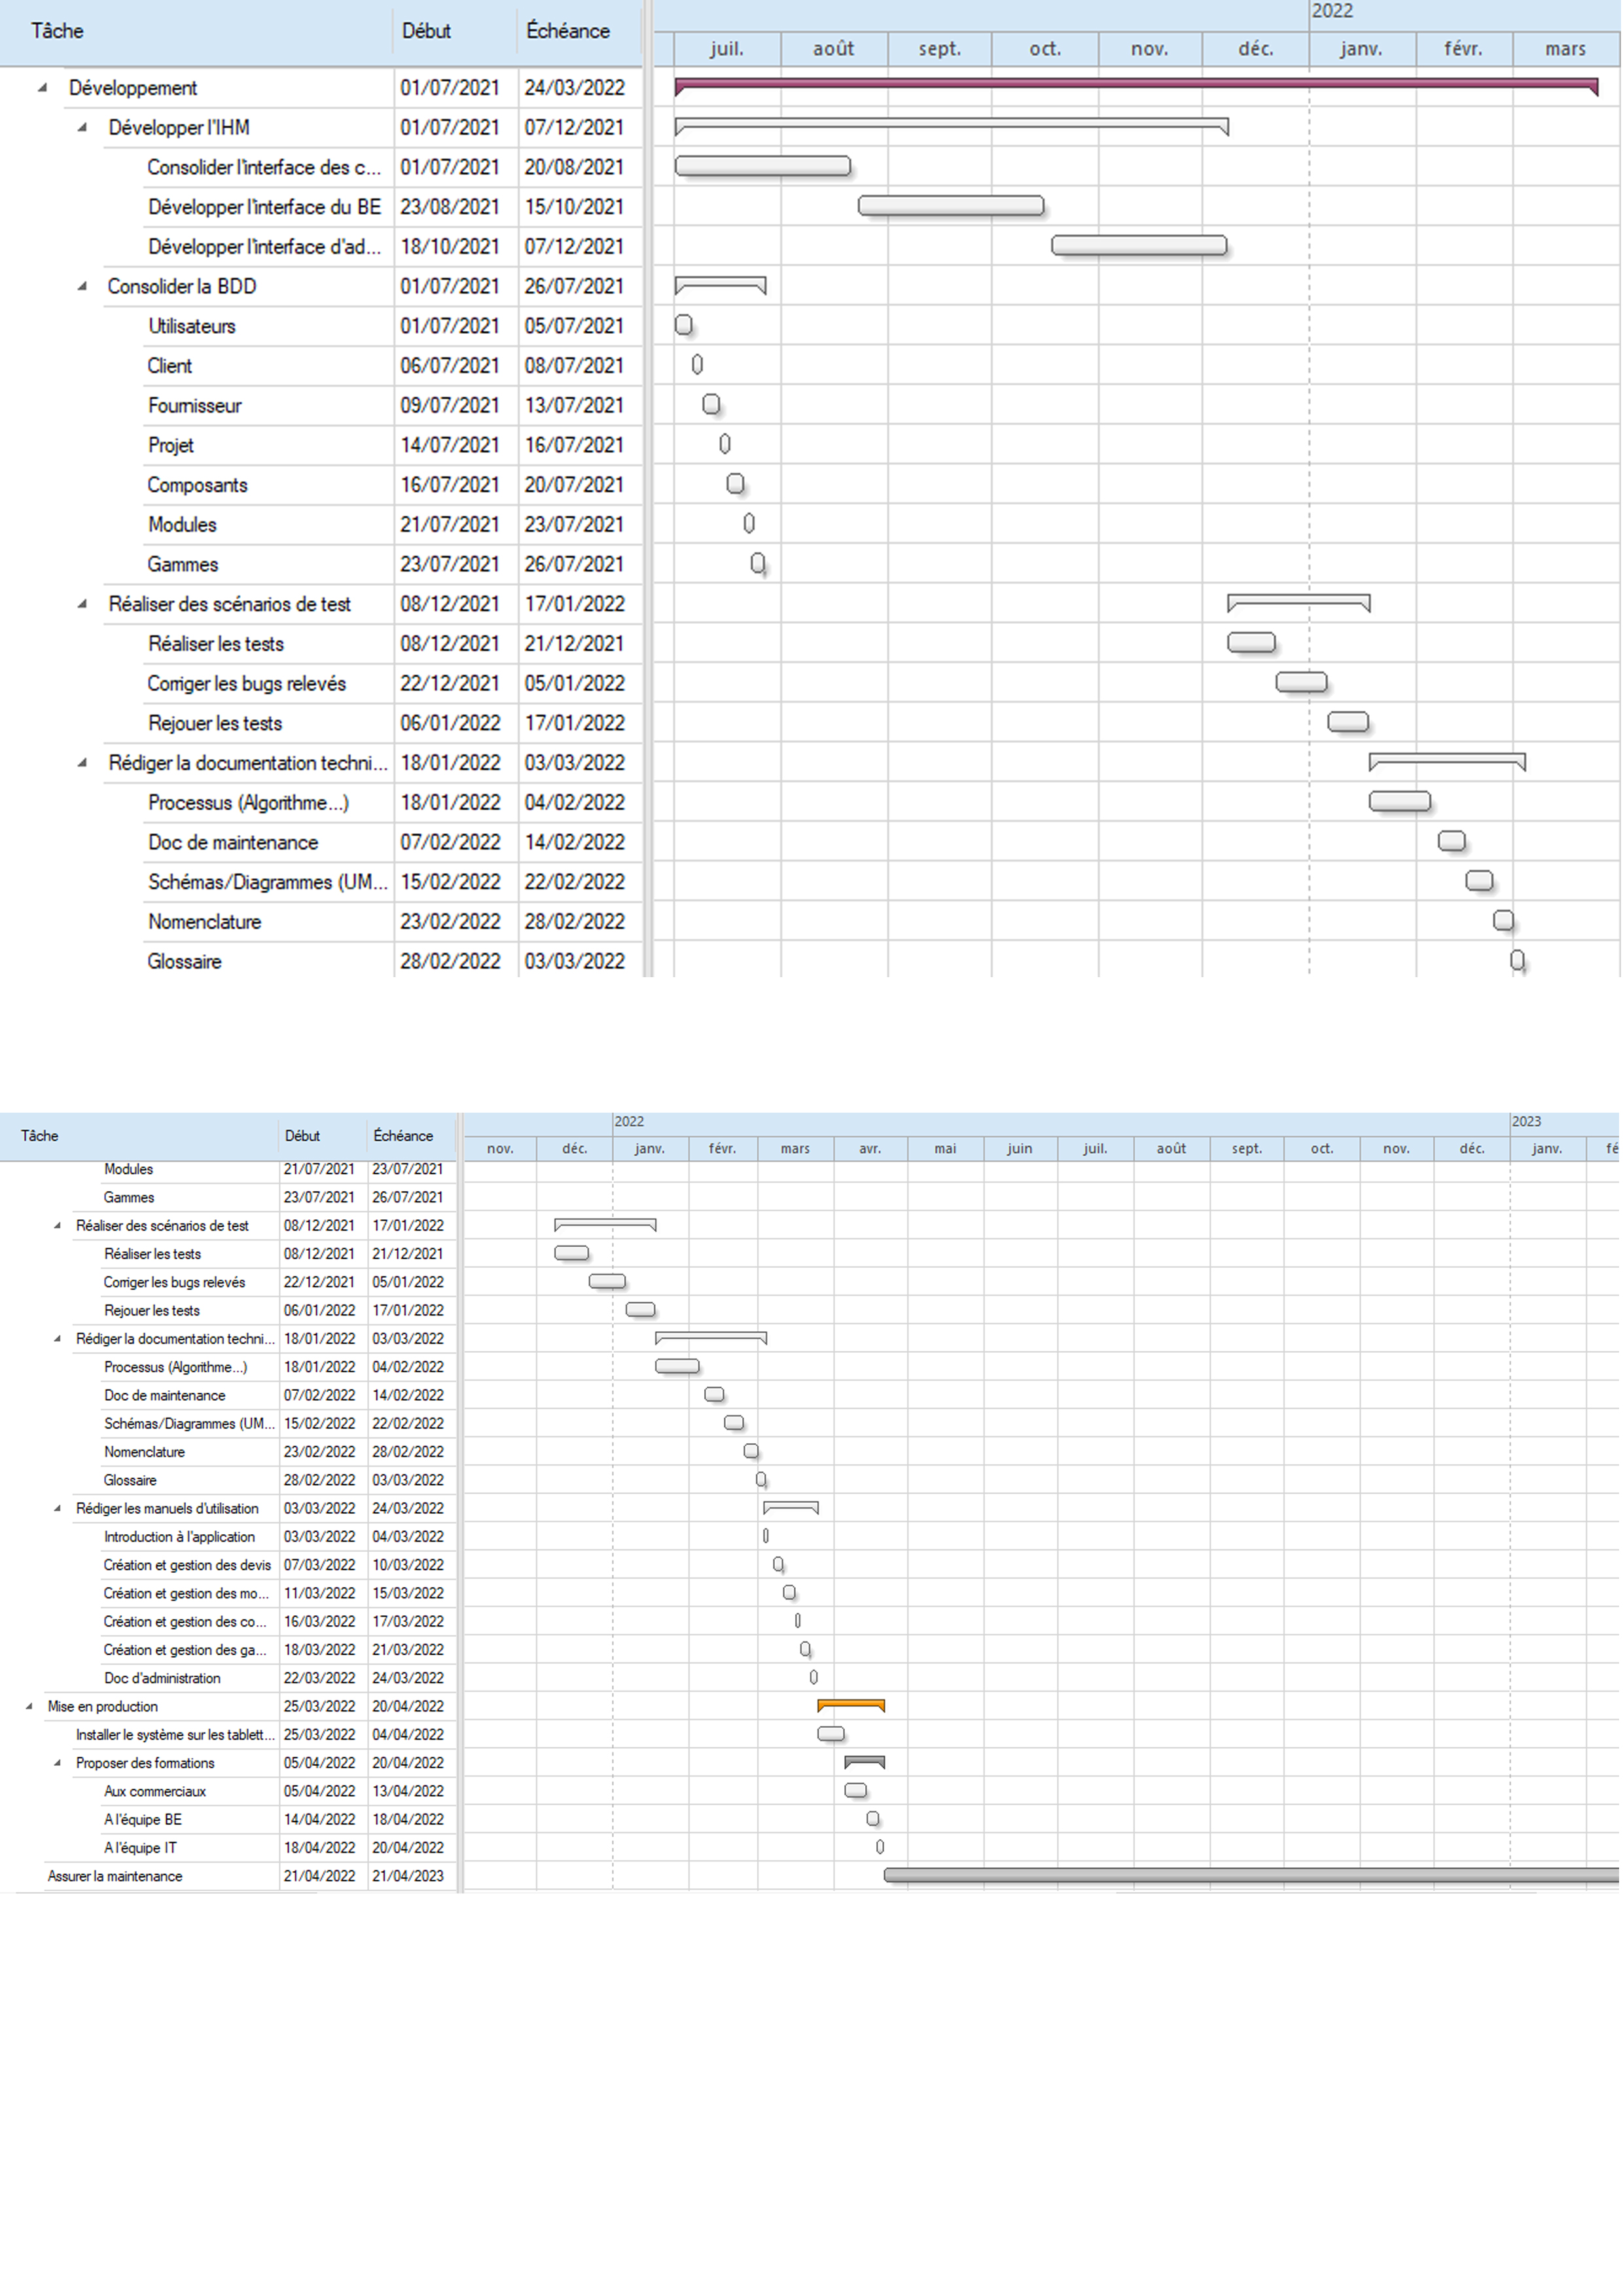 2022
Tâche Début Échéance
juil. août sept. oct. nov. déc. janv. févr. mars
Développement 01/07/2021 24/03/2022
Développer l'IHM 01/07/2021 07/12/2021
Consolider l'interface des c... 01/07/2021 20/08/2021
Développer l'interface du BE 23/08/2021 15/10/2021
Développer l'interface d'ad... 18/10/2021 07/12/2021
Consolider la BDD 01/07/2021 26/07/2021
Utilisateurs 01/07/2021 05/07/2021
Client 06/07/2021 08/07/2021
Fournisseur 09/07/2021 13/07/2021
Projet 14/07/2021 16/07/2021
Composants 16/07/2021 20/07/2021
Modules 21/07/2021 23/07/2021
Gammes 23/07/2021 26/07/2021
Réaliser des scénarios de test 08/12/2021 17/01/2022
Réaliser les tests 08/12/2021 21/12/2021
Corriger les bugs relevés 22/12/2021 05/01/2022
Rejouer les tests 06/01/2022 17/01/2022
Rédiger la documentation techni... 18/01/2022 03/03/2022
Processus (Algorithme...) 18/01/2022 04/02/2022
Doc de maintenance 07/02/2022 14/02/2022
Schémas/Diagrammes (UM... 15/02/2022 22/02/2022
Nomenclature 23/02/2022 28/02/2022
Glossaire 28/02/2022 03/03/2022
2022 2023
Tâche Début Échéance
nov. déc. janv. févr. mars avr. mai juin juil. août sept. oct. nov. déc. janv. fé
Modules 21/07/2021 23/07/2021
Gammes 23/07/2021 26/07/2021
Réaliser des scénarios de test 08/12/2021 17/01/2022
Réaliser les tests 08/12/2021 21/12/2021
Corriger les bugs relevés 22/12/2021 05/01/2022
Rejouer les tests 06/01/2022 17/01/2022
Rédiger la documentation techni... 18/01/2022 03/03/2022
Processus (Algorithme...) 18/01/2022 04/02/2022
Doc de maintenance 07/02/2022 14/02/2022
Schémas/Diagrammes (UM... 15/02/2022 22/02/2022
Nomenclature 23/02/2022 28/02/2022
Glossaire 28/02/2022 03/03/2022
Rédiger les manuels d'utilisation 03/03/2022 24/03/2022
Introduction à l'application 03/03/2022 04/03/2022
Création et gestion des devis 07/03/2022 10/03/2022
Création et gestion des mo... 11/03/2022 15/03/2022
Création et gestion des co... 16/03/2022 17/03/2022
Création et gestion des ga... 18/03/2022 21/03/2022
Doc d'administration 22/03/2022 24/03/2022
Mise en production 25/03/2022 20/04/2022
Installer le système sur les tablett... 25/03/2022 04/04/2022
Proposer des formations 05/04/2022 20/04/2022
Aux commerciaux 05/04/2022 13/04/2022
A l'équipe BE 14/04/2022 18/04/2022
A l'équipe IT 18/04/2022 20/04/2022
Assurer la maintenance 21/04/2022 21/04/2023